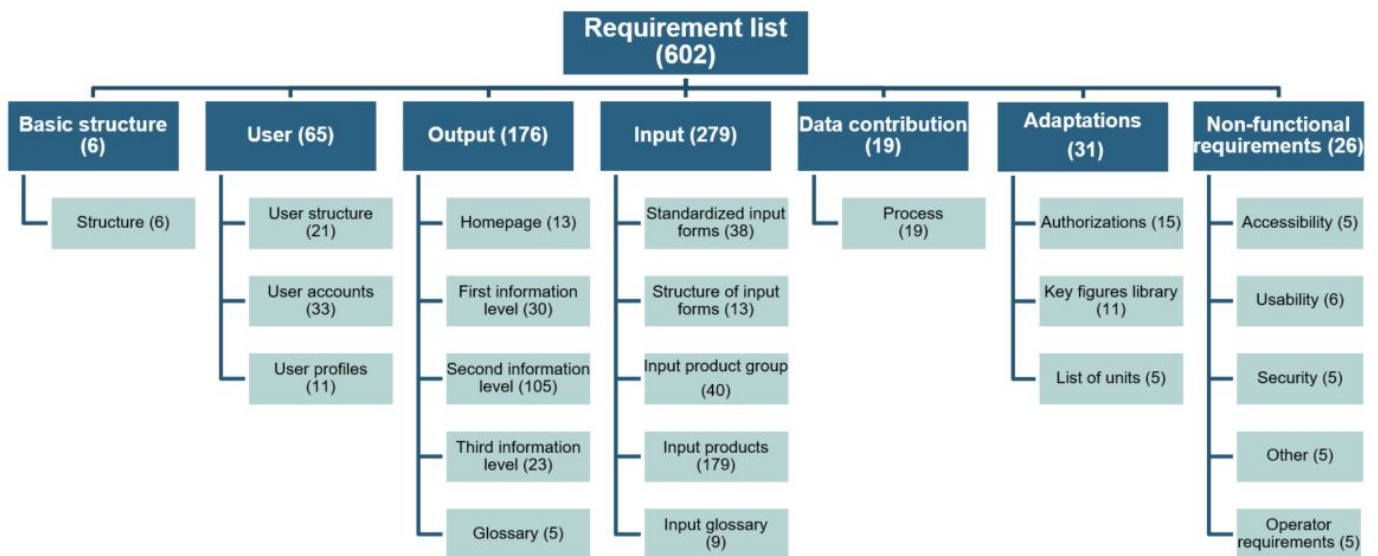 Requirement list
(602)
Basic structure
(6)
User (65)
Output (176)
Input (279)
Data contribution
(19)
Adaptations
(31)
Non-functional
requirements (26)
Structure (6)
User structure
(21)
User accounts
(33)
User profiles
(11)
Homepage (13)
First information
level (30)
Second information
level (105)
Third information
level (23)
Glossary (5)
Standardized input
forms (38)
Structure of input
forms (13)
Input product group
(40)
Input products
(179)
Input glossary
(9)
Process
(19)
Authorizations (15)
Key figures library
(11)
List of units (5)
Accessibility (5)
Usability (6)
Security (5)
Other (5)
Operator
requirements (5)